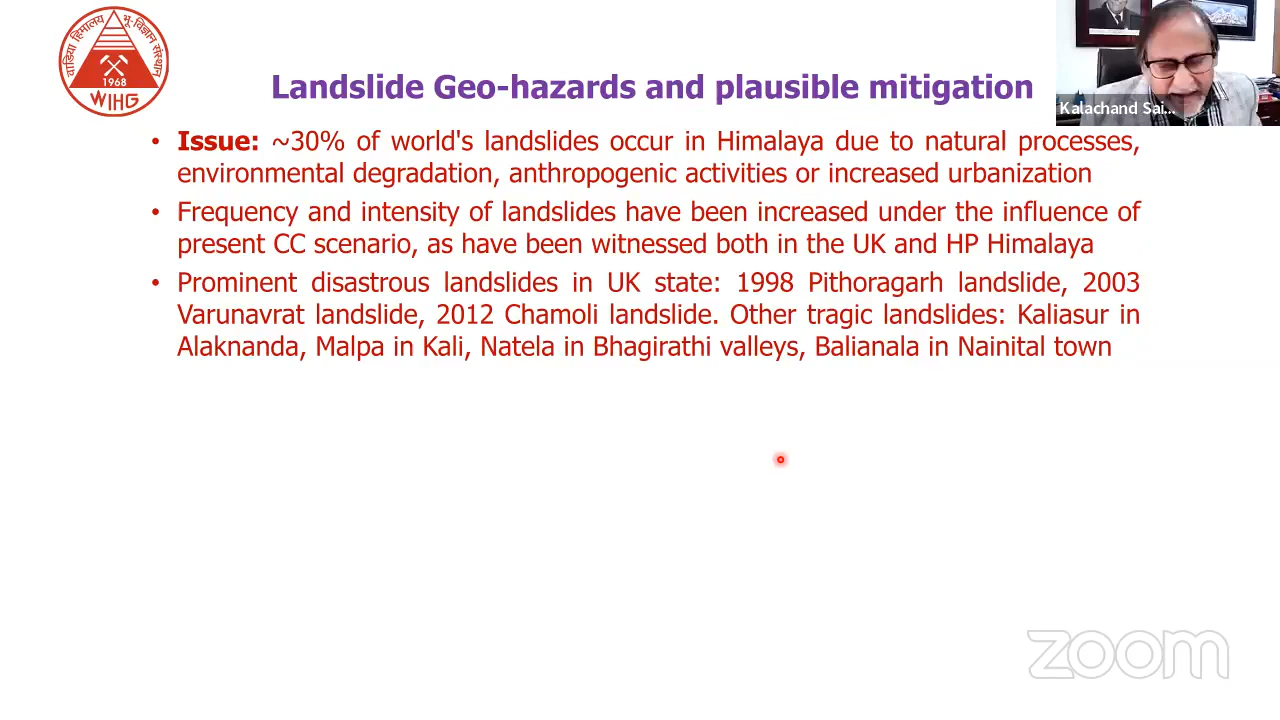 वाडिया हिमालय भू-विज्ञान संस्थान
1968
WIHG
Landslide Geo-hazards and plausible mitigation
Kalachand Sai...
• Issue: ~30% of world's landslides occur in Himalaya due to natural processes,
environmental degradation, anthropogenic activities or increased urbanization
• Frequency and intensity of landslides have been increased under the influence of
present CC scenario, as have been witnessed both in the UK and HP Himalaya
• Prominent disastrous landslides in UK state: 1998 Pithoragarh landslide, 2003
Varunavrat landslide, 2012 Chamoli landslide. Other tragic landslides: Kaliasur in
Alaknanda, Malpa in Kali, Natela in Bhagirathi valleys, Balianala in Nainital town
zoom